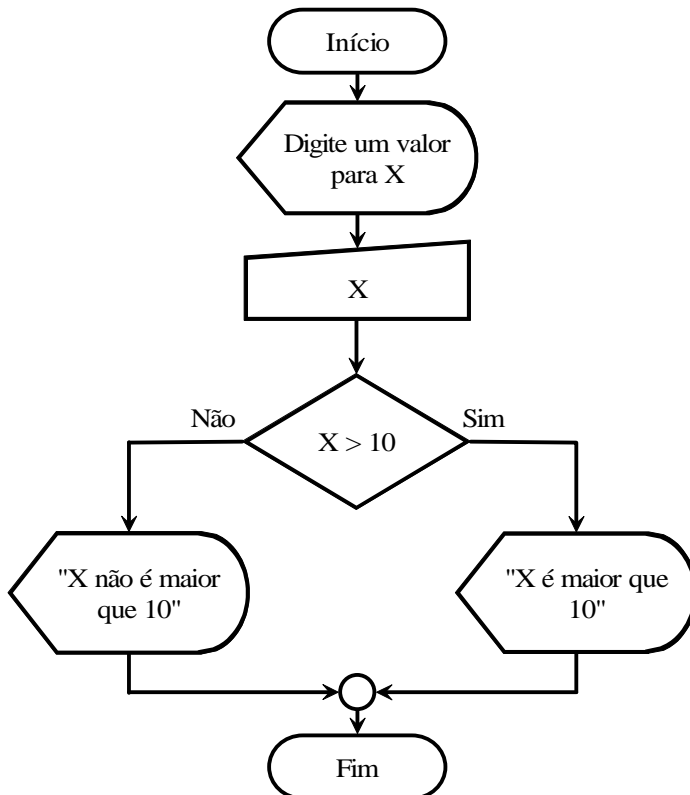 Início
Digite um valor
para X
X
Não
X > 10
Sim
"X não é maior
que 10"
"X é maior que
10"
Fim